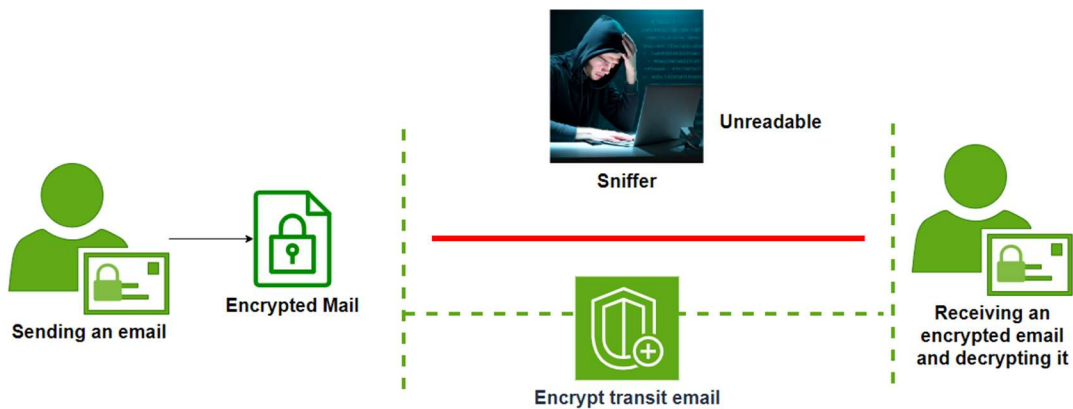 Unreadable
Sniffer
Encrypted Mail
Sending an email
Receiving an
encrypted email
and decrypting it
Encrypt transit email